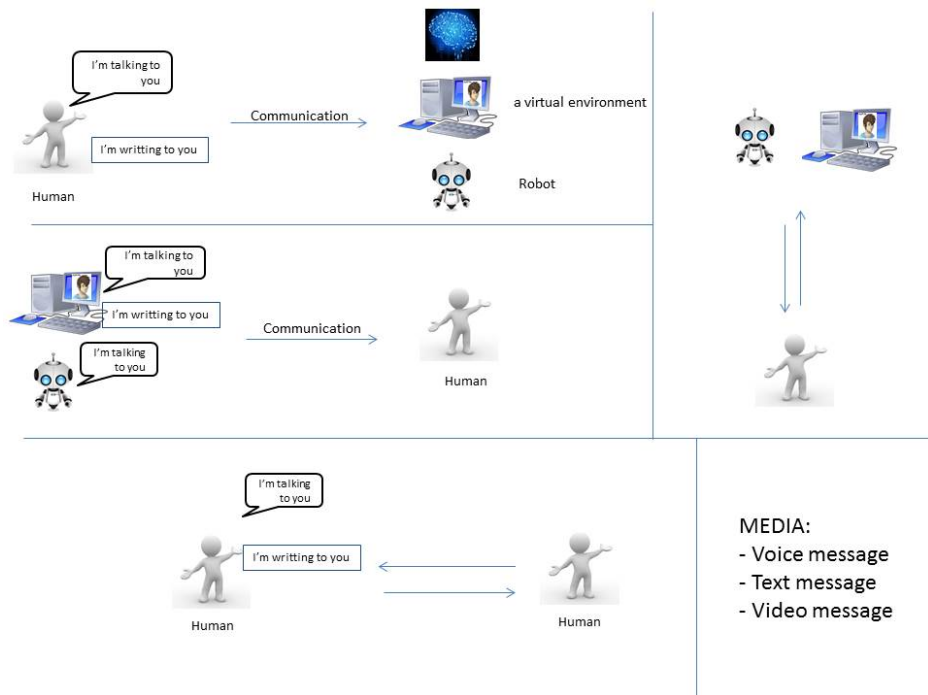 I'm talking to
you
I'm writting to you
Human
Communication
a virtual environment
Robot
I'm talking to
you
I'm writting to you
I'm talking
to you
Communication
Human
I'm talking
to you
I'm writting to you
Human
Human
MEDIA:
- Voice message
- Text message
- Video message